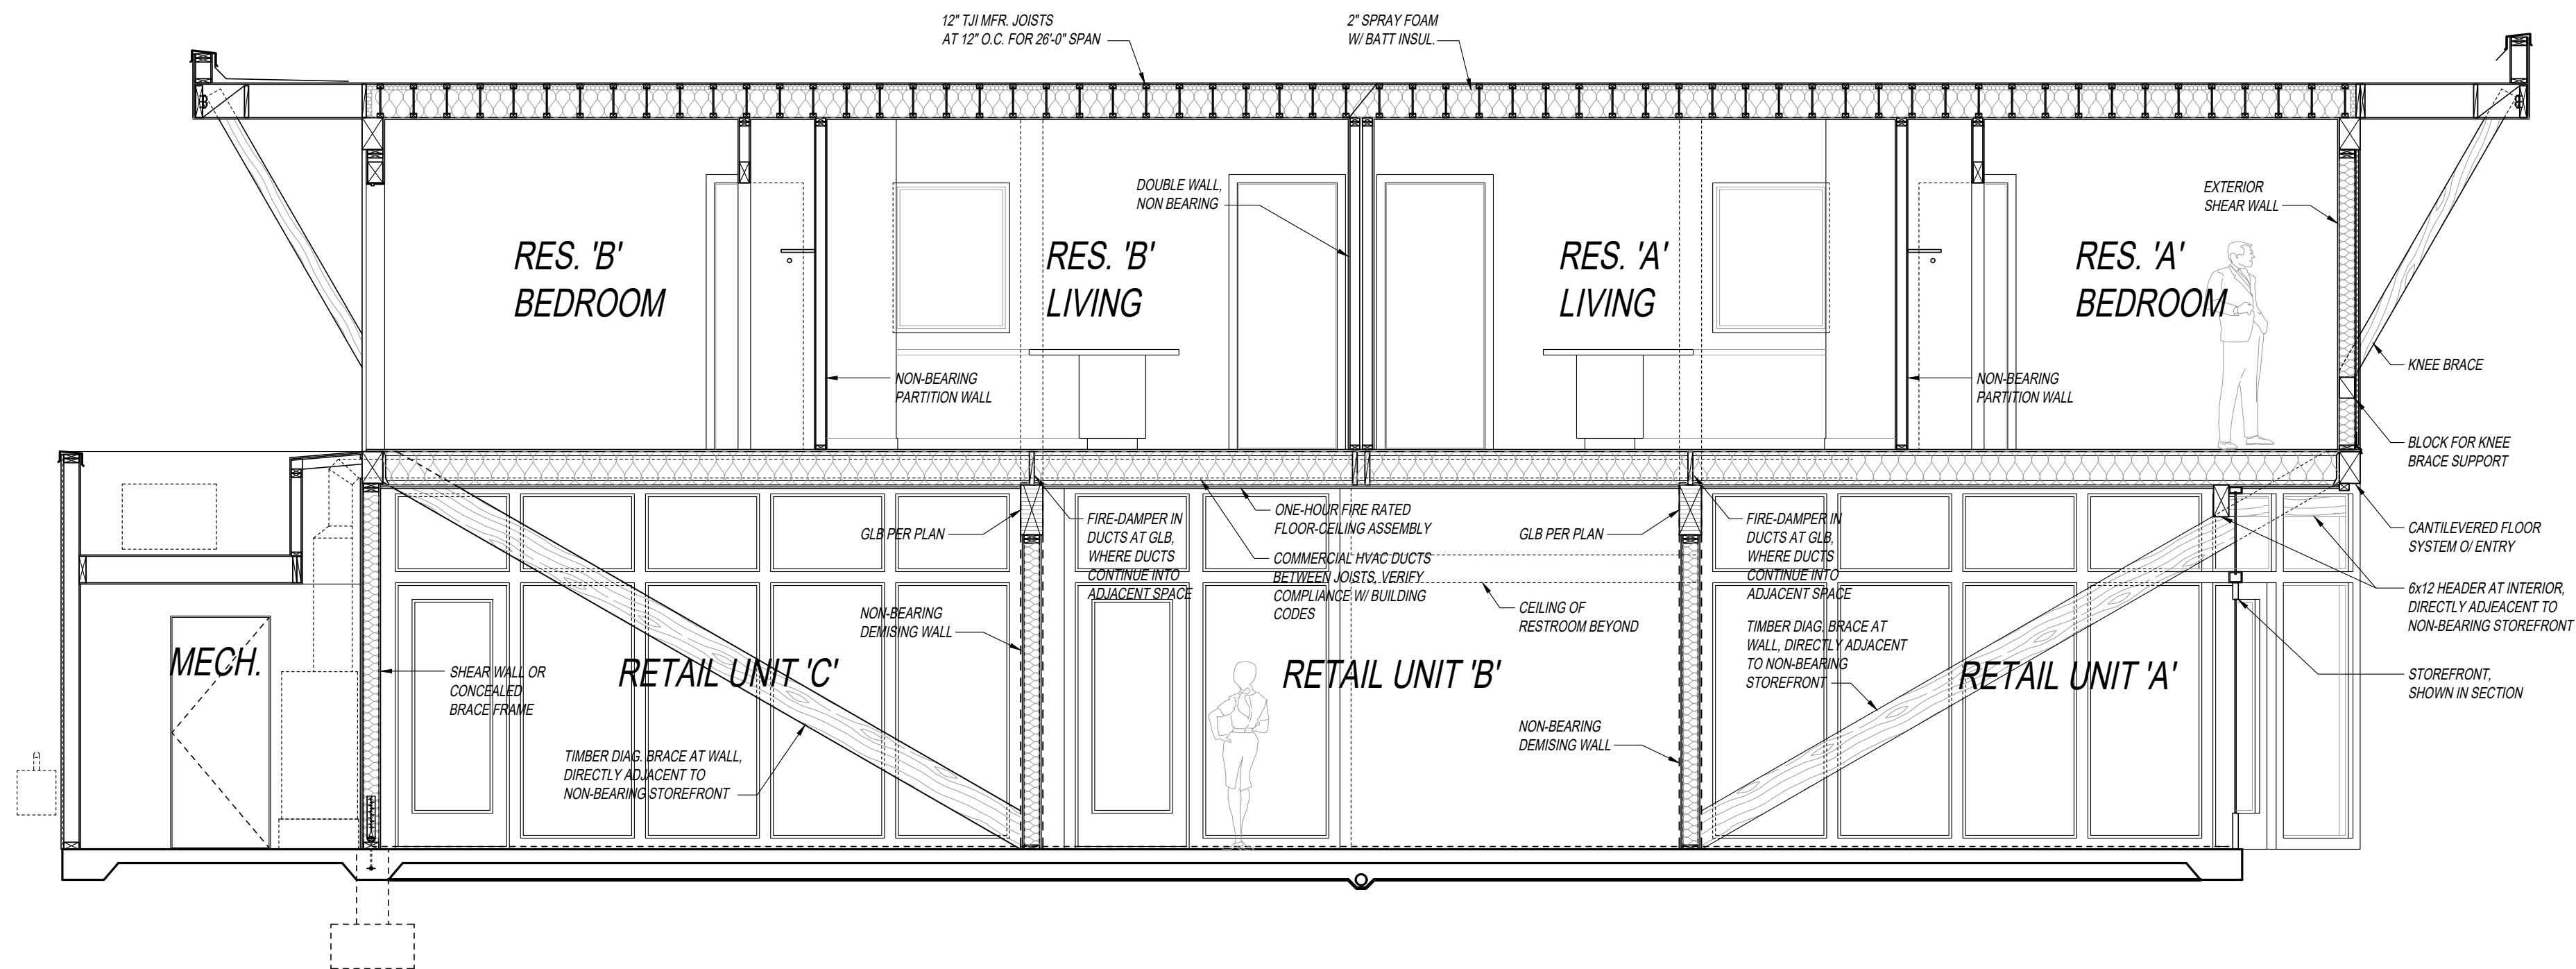 12" TJI MFR. JOISTS
AT 12" O.C. FOR 26'-0" SPAN
2" SPRAY FOAM
W/ BATT INSUL.
DOUBLE WALL,
NON BEARING
EXTERIOR
SHEAR WALL
RES. 'B'
BEDROOM
RES. 'B'
LIVING
RES. 'A'
LIVING
RES. 'A'
BEDROOM
NON-BEARING
PARTITION WALL
NON-BEARING
PARTITION WALL
KNEE BRACE
BLOCK FOR KNEE
BRACE SUPPORT
GLB PER PLAN
FIRE-DAMPER IN
DUCTS AT GLB,
WHERE DUCTS
CONTINUE INTO
ADJACENT SPACE
ONE-HOUR FIRE RATED
FLOOR-CEILING ASSEMBLY
COMMERCIAL HVAC DUCTS
BETWEEN JOISTS, VERIFY
COMPLIANCE W/ BUILDING
CODES
GLB PER PLAN
FIRE-DAMPER IN
DUCTS AT GLB,
WHERE DUCTS
CONTINUE INTO
ADJACENT SPACE
CANTILEVERED FLOOR
SYSTEM O/ ENTRY
6x12 HEADER AT INTERIOR,
DIRECTLY ADJEACENT TO
NON-BEARING STOREFRONT
NON-BEARING
DEMISING WALL
CEILING OF
RESTROOM BEYOND
TIMBER DIAG. BRACE AT
WALL, DIRECTLY ADJACENT
TO NON-BEARING
STOREFRONT
MECH.
SHEAR WALL OR
CONCEALED
BRACE FRAME
RETAIL UNIT 'C'
RETAIL UNIT 'B'
RETAIL UNIT 'A'
STOREFRONT,
SHOWN IN SECTION
TIMBER DIAG. BRACE AT WALL,
DIRECTLY ADJACENT TO
NON-BEARING STOREFRONT
NON-BEARING
DEMISING WALL